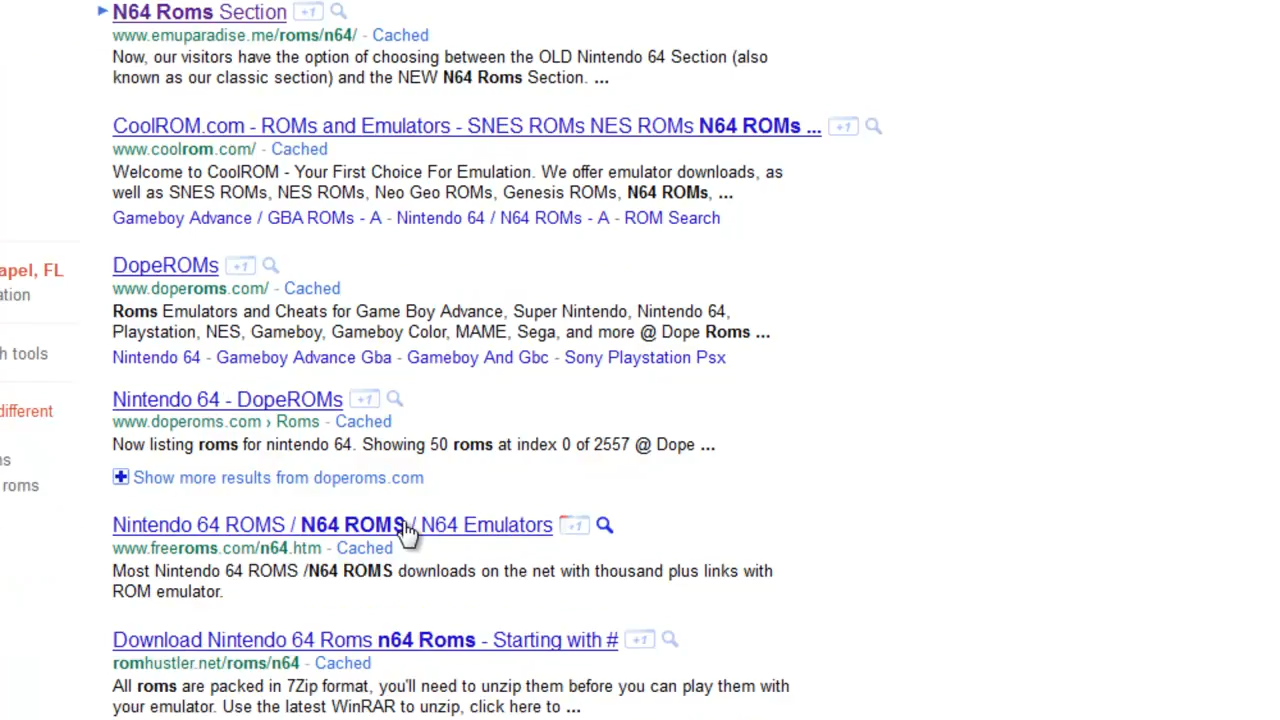 N64 Roms Section +1
www.emuparadise.me/roms/n64/ - Cached
Now, our visitors have the option of choosing between the OLD Nintendo 64 Section (also
known as our classic section) and the NEW N64 Roms Section. ...
CoolROM.com - ROMs and Emulators - SNES ROMs NES ROMs N64 ROMs ... +1
www.coolrom.com/ - Cached
Welcome to CoolROM - Your First Choice For Emulation. We offer emulator downloads, as
well as SNES ROMs, NES ROMs, Neo Geo ROMs, Genesis ROMs, N64 ROMs, ...
Gameboy Advance / GBA ROMs - A - Nintendo 64 / N64 ROMs - A - ROM Search
apel, FL
ation
h tools
different
ns
roms
DopeROMs +1
www.doperoms.com/ - Cached
Roms Emulators and Cheats for Game Boy Advance, Super Nintendo, Nintendo 64,
Playstation, NES, Gameboy, Gameboy Color, MAME, Sega, and more @ Dope Roms ...
Nintendo 64 - Gameboy Advance Gba - Gameboy And Gbc - Sony Playstation Psx
Nintendo 64 - DopeROMs +1
www.doperoms.com › Roms - Cached
Now listing roms for nintendo 64. Showing 50 roms at index 0 of 2557 @ Dope ...
Show more results from doperoms.com
Nintendo 64 ROMS / N64 ROMS / N64 Emulators +1
www.freeroms.com/n64.htm - Cached
Most Nintendo 64 ROMS /N64 ROMS downloads on the net with thousand plus links with
ROM emulator.
Download Nintendo 64 Roms n64 Roms - Starting with # +1
romhustler.net/roms/n64 - Cached
All roms are packed in 7Zip format, you'll need to unzip them before you can play them with
your emulator. Use the latest WinRAR to unzip, click here to ...